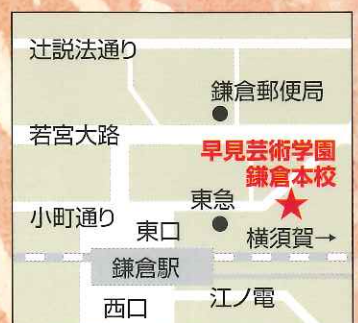 辻説法通り
鎌倉郵便局
若宮大路
早見芸術学園
鎌倉本校
東急
小町通り
東口
横須賀→
鎌倉駅
江ノ電
西口